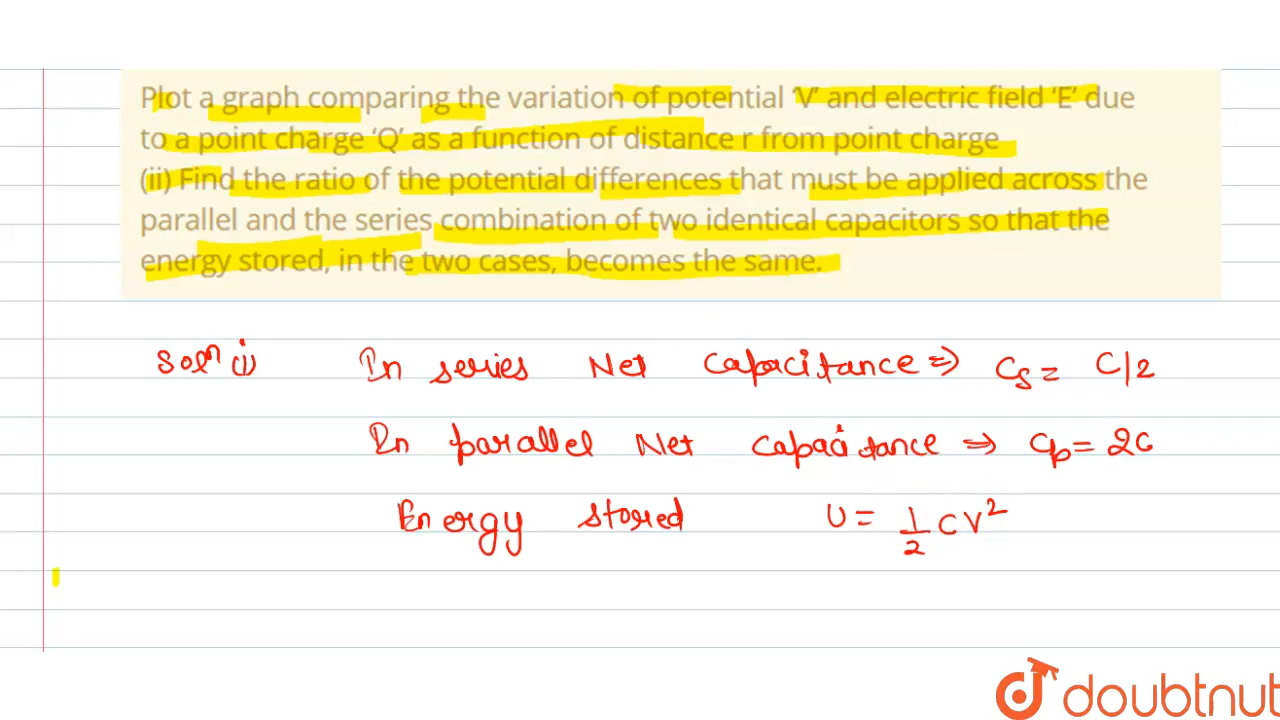 Plot a graph comparing the variation of potential ‘V’ and electric field ‘E’ due
to a point charge ‘Q’ as a function of distance r from point charge
(ii) Find the ratio of the potential differences that must be applied across the
parallel and the series combination of two identical capacitors so that the
energy stored, in the two cases, becomes the same.
Solⁿ (i) In series Net Capacitance ⇒ Cs = C/2
In parallel Net Capacitance ⇒ Cp = 2C
Energy stored U = 1/2 CV²
doubtnut